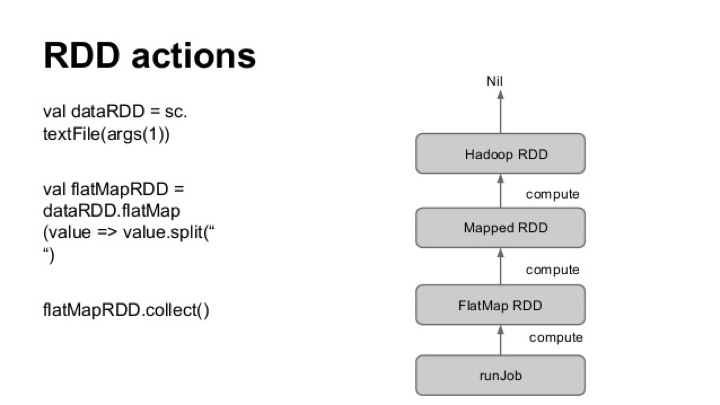 RDD actions
val dataRDD = sc.
textFile(args(1))
val flatMapRDD =
dataRDD.flatMap
(value => value.split(“
“)
flatMapRDD.collect()
Nil
Hadoop RDD
compute
Mapped RDD
compute
FlatMap RDD
compute
runJob